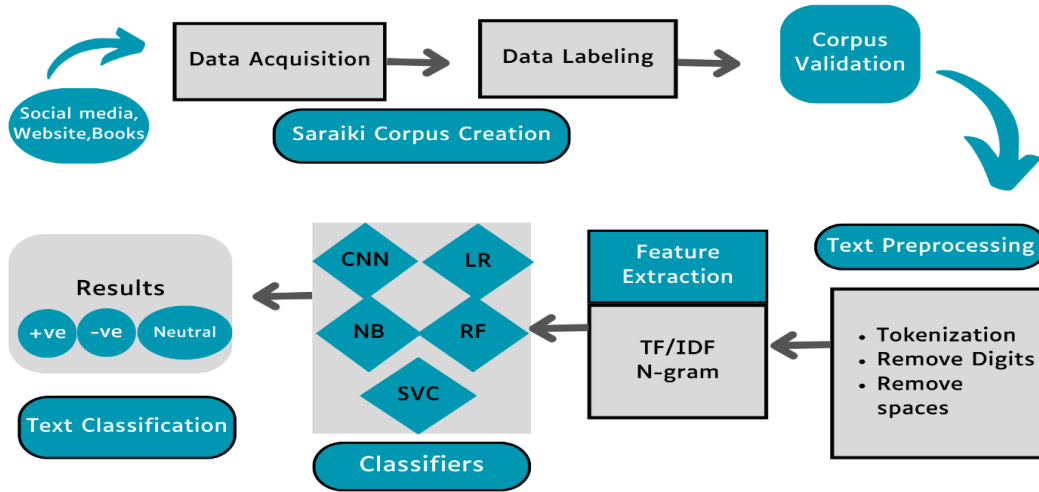 Social media,
Website,Books
Data Acquisition
Data Labeling
Saraiki Corpus Creation
Corpus
Validation
Text Preprocessing
• Tokenization
• Remove Digits
• Remove
spaces
Feature
Extraction
TF/IDF
N-gram
CNN
LR
NB
RF
SVC
Classifiers
Results
+ve
-ve
Neutral
Text Classification